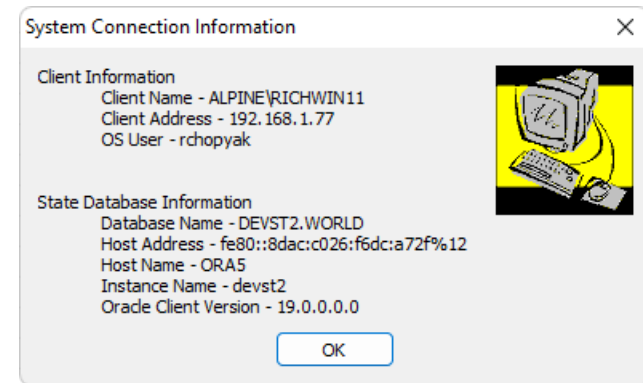 System Connection Information
Client Information
Client Name - ALPINE\RICHWIN11
Client Address - 192.168.1.77
OS User - rchopyak
State Database Information
Database Name - DEVST2.WORLD
Host Address - fe80::8dac:c026:f6dc:a72f%12
Host Name - ORA5
Instance Name - devst2
Oracle Client Version - 19.0.0.0.0
OK